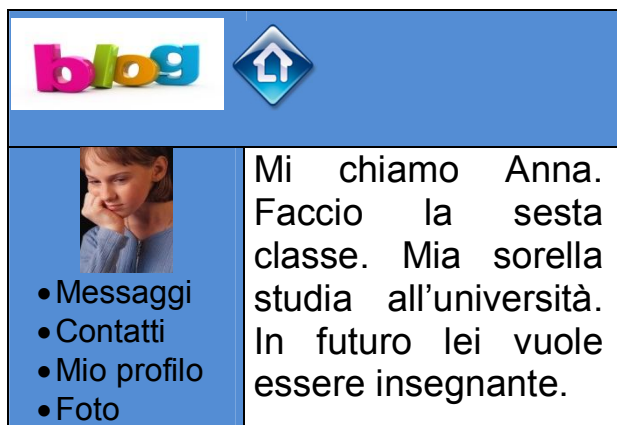 blog
Mi chiamo Anna.
Faccio la sesta
classe. Mia sorella
studia all’università.
In futuro lei vuole
essere insegnante.
• Messaggi
• Contatti
• Mio profilo
• Foto